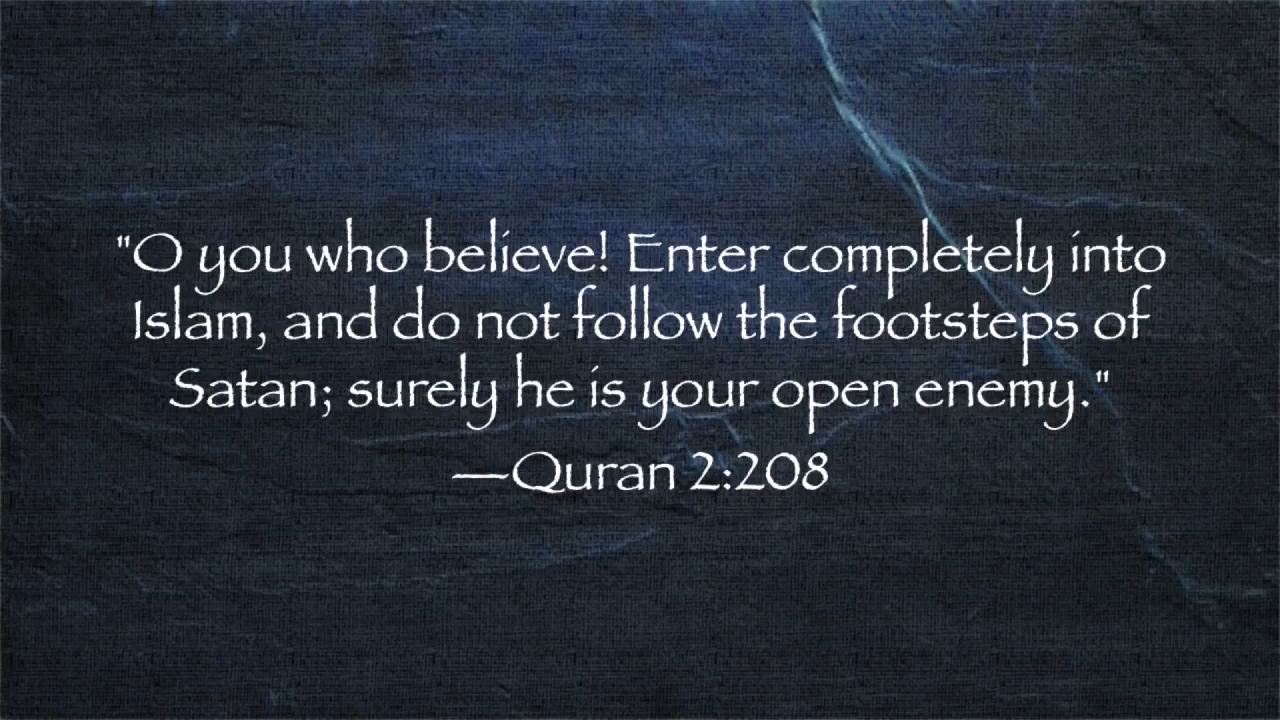 "O you who believe! Enter completely into
Islam, and do not follow the footsteps of
Satan; surely he is your open enemy."
—Quran 2:208